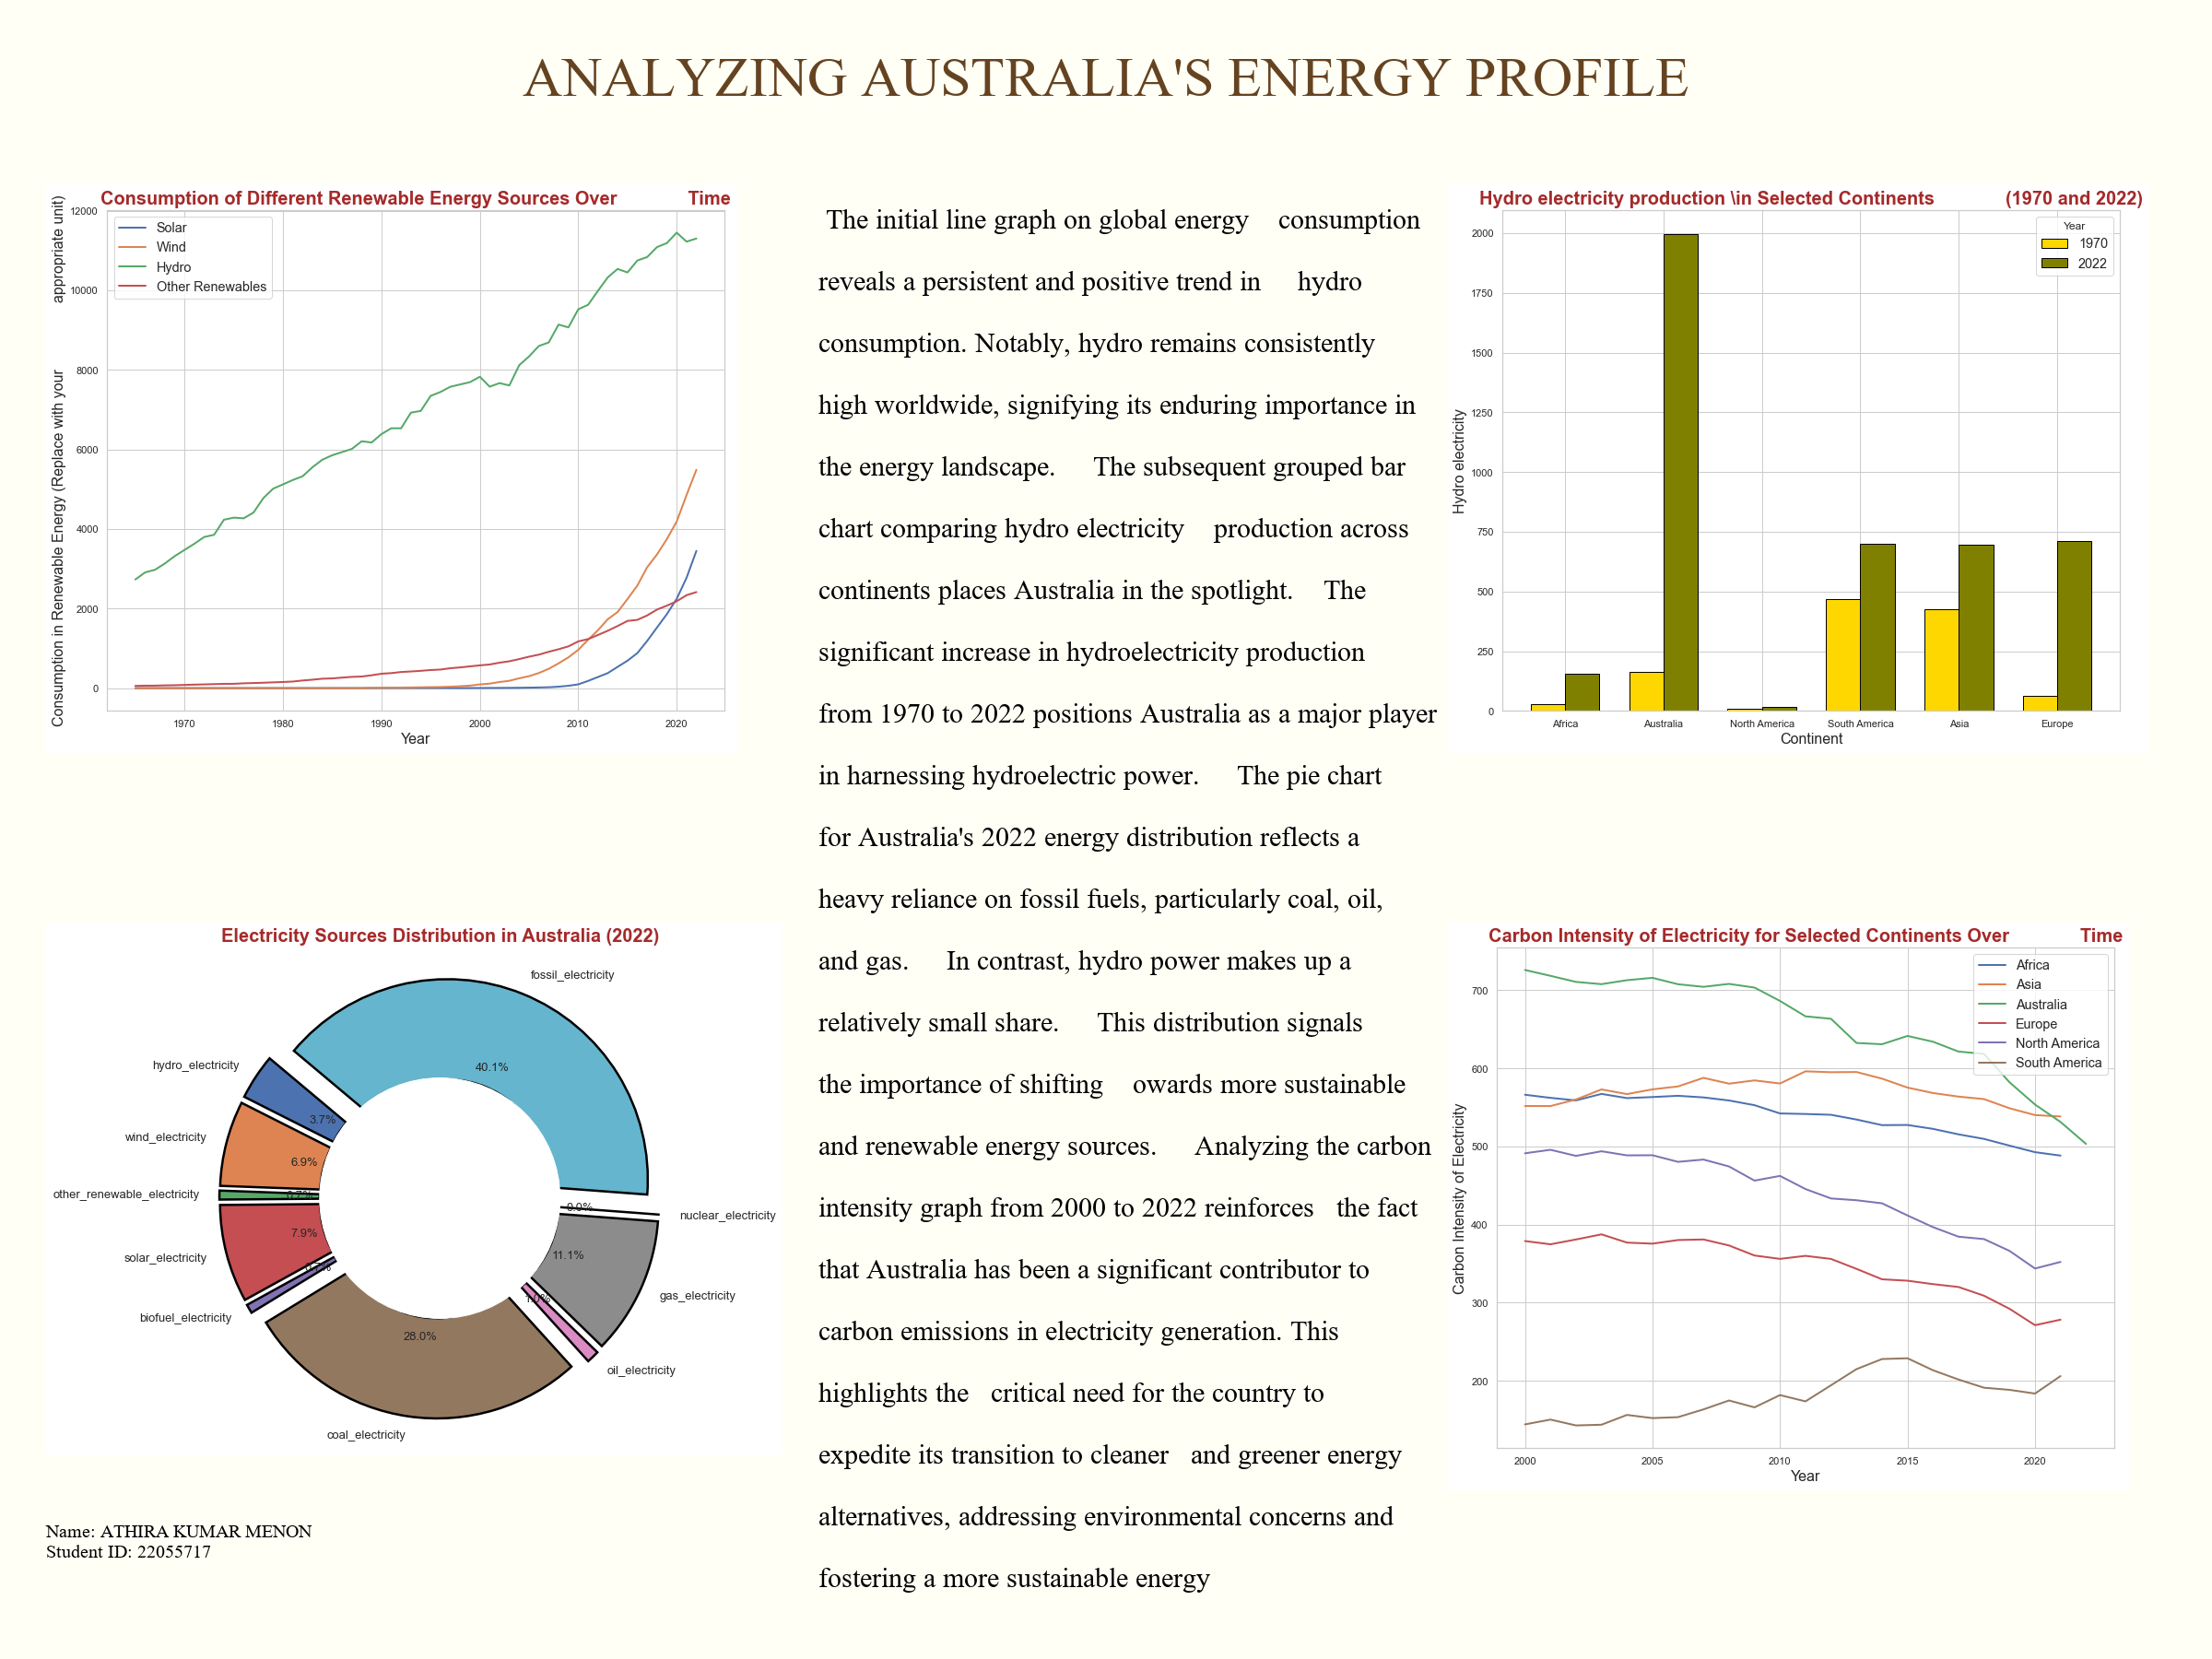 ANALYZING AUSTRALIA'S ENERGY PROFILE
Consumption of Different Renewable Energy Sources Over Time
Consumption in Renewable Energy (Replace with your appropriate unit)
12000
10000
8000
6000
4000
2000
0
Solar
Wind
Hydro
Other Renewables
1970 1980 1990 2000 2010 2020
Year
The initial line graph on global energy consumption
reveals a persistent and positive trend in hydro
consumption. Notably, hydro remains consistently
high worldwide, signifying its enduring importance in
the energy landscape. The subsequent grouped bar
chart comparing hydro electricity production across
continents places Australia in the spotlight. The
significant increase in hydroelectricity production
from 1970 to 2022 positions Australia as a major player
in harnessing hydroelectric power. The pie chart
for Australia's 2022 energy distribution reflects a
heavy reliance on fossil fuels, particularly coal, oil,
and gas. In contrast, hydro power makes up a
relatively small share. This distribution signals
the importance of shifting owards more sustainable
and renewable energy sources. Analyzing the carbon
intensity graph from 2000 to 2022 reinforces the fact
that Australia has been a significant contributor to
carbon emissions in electricity generation. This
highlights the critical need for the country to
expedite its transition to cleaner and greener energy
alternatives, addressing environmental concerns and
fostering a more sustainable energy
Hydro electricity production \in Selected Continents (1970 and 2022)
Hydro electricity
2000
1750
1500
1250
1000
750
500
250
0
Year
1970
2022
Africa Australia North America South America Asia Europe
Continent
Electricity Sources Distribution in Australia (2022)
fossil_electricity
40.1%
hydro_electricity
3.7%
wind_electricity
6.9%
other_renewable_electricity
solar_electricity
7.9%
biofuel_electricity
coal_electricity
28.0%
oil_electricity
1.0%
gas_electricity
11.1%
nuclear_electricity
0.0%
Carbon Intensity of Electricity for Selected Continents Over Time
Carbon Intensity of Electricity
700
600
500
400
300
200
Africa
Asia
Australia
Europe
North America
South America
2000 2005 2010 2015 2020
Year
Name: ATHIRA KUMAR MENON
Student ID: 22055717